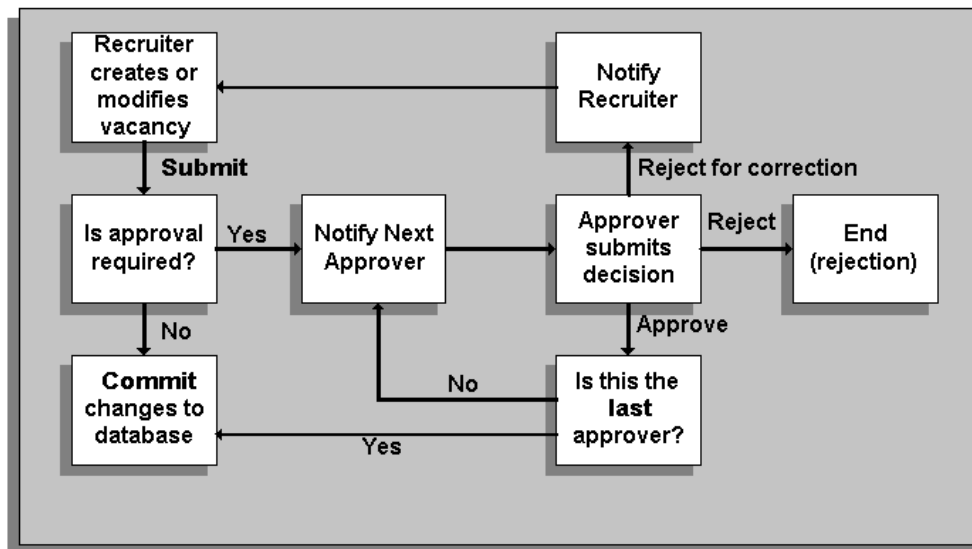 Recruiter
creates or
modifies
vacancy
Notify
Recruiter
Submit
Reject for correction
Is approval
required?
Yes
Notify Next
Approver
Approver
submits
decision
Reject
End
(rejection)
No
Approve
Commit
changes to
database
No
Yes
Is this the
last
approver?